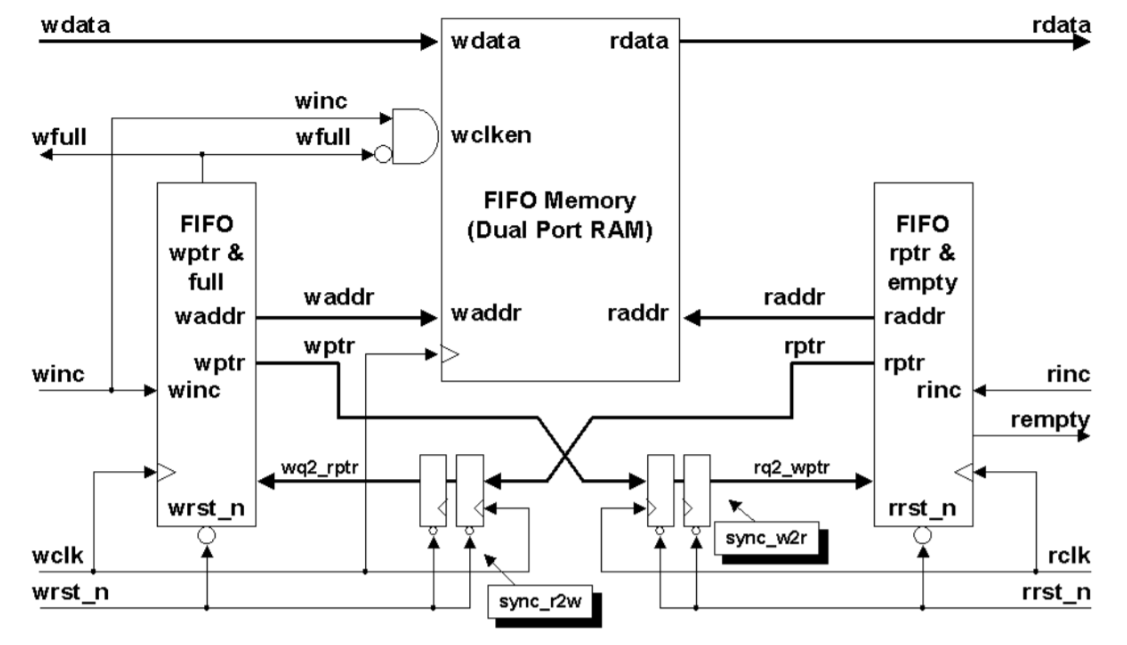 wdata
rdata
wdata
rdata
winc
wclken
wfull
wfull
FIFO Memory
(Dual Port RAM)
FIFO
wptr &
full
FIFO
rptr &
empty
waddr
waddr
waddr
raddr
raddr
raddr
wptr
wptr
rptr
rptr
winc
winc
rinc
rinc
rempty
wq2_rptr
rq2_wptr
wrst_n
rrst_n
sync_w2r
wclk
rclk
wrst_n
sync_r2w
rrst_n